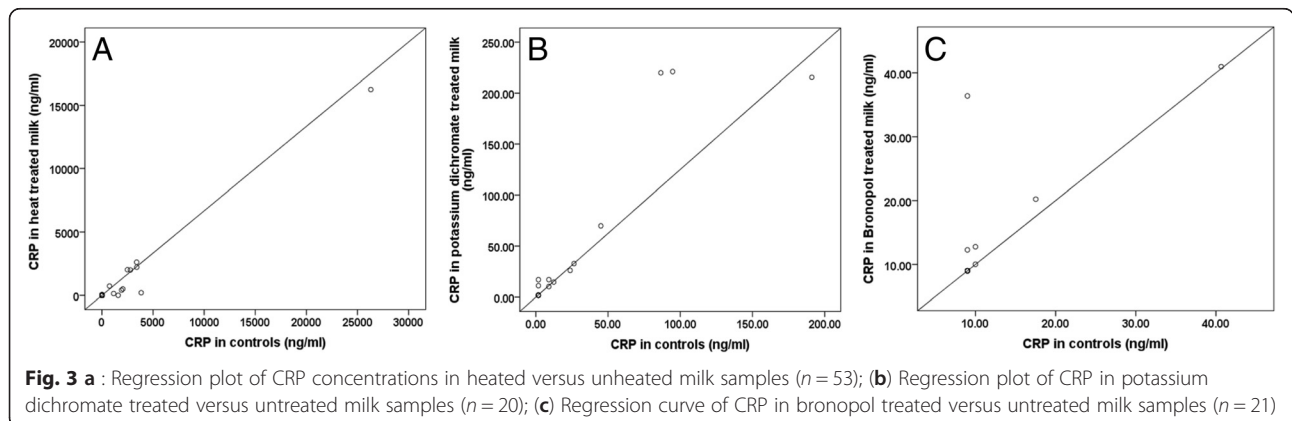 A
CRP in heat treated milk (ng/ml)
20000
15000
10000
5000
0
0 5000 10000 15000 20000 25000 30000
CRP in controls (ng/ml)
B
CRP in potassium dichromate treated milk
(ng/ml)
250.00
200.00
150.00
100.00
50.00
0.00
0.00 50.00 100.00 150.00 200.00
CRP in controls (ng/ml)
C
CRP in Bronopol treated milk (ng/ml)
40.00
30.00
20.00
10.00
10.00 20.00 30.00 40.00
CRP in controls (ng/ml)
Fig. 3 a : Regression plot of CRP concentrations in heated versus unheated milk samples (n = 53); (b) Regression plot of CRP in potassium
dichromate treated versus untreated milk samples (n = 20); (c) Regression curve of CRP in bronopol treated versus untreated milk samples (n = 21)